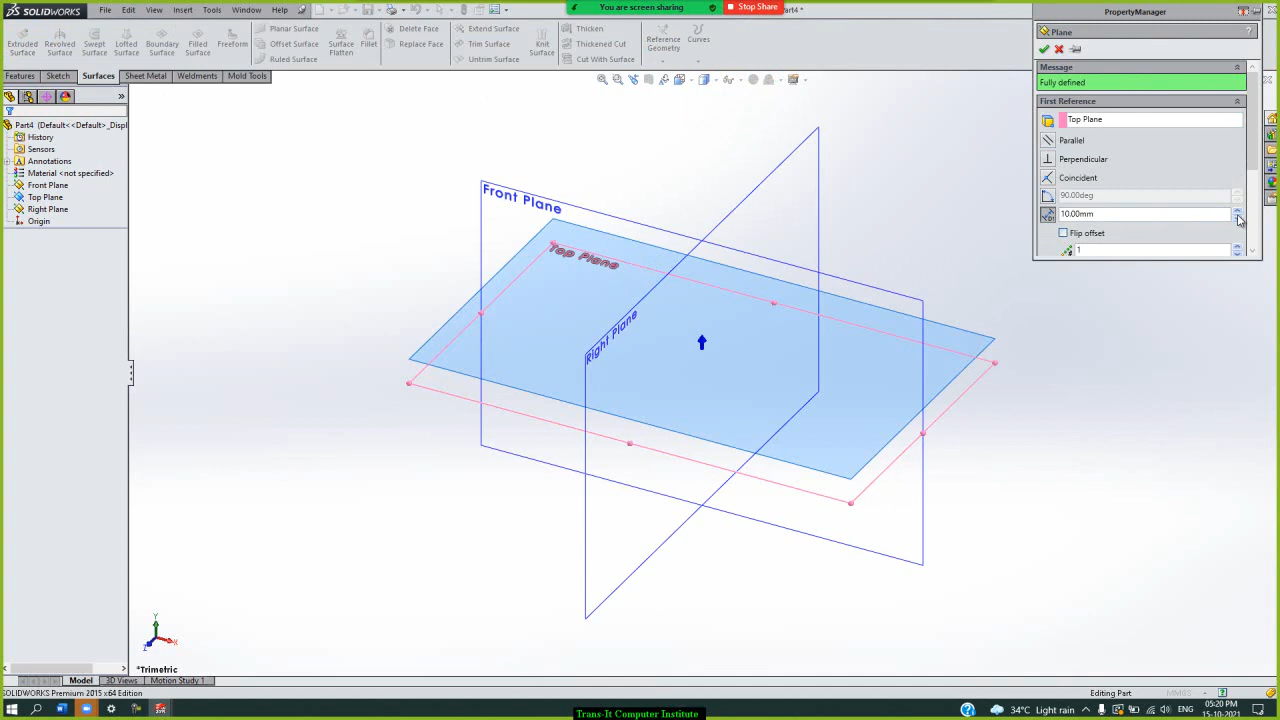 SOLIDWORKS
File Edit View Insert Tools Window Help
You are screen sharing
Stop Share
Part4 *
Extruded Surface
Revolved Surface
Swept Surface
Lofted Surface
Boundary Surface
Filled Surface
Freeform
Planar Surface
Offset Surface
Ruled Surface
Surface Flatten
Fillet
Delete Face
Replace Face
Extend Surface
Trim Surface
Untrim Surface
Knit Surface
Thicken
Thickened Cut
Cut With Surface
Reference Geometry
Curves
Features Sketch Surfaces Sheet Metal Weldments Mold Tools
Part4 (Default<<Default>_Displ
History
Sensors
Annotations
Material <not specified>
Front Plane
Top Plane
Right Plane
Origin
Front Plane
Top Plane
Right Plane
PropertyManager
Plane
?
Message
Fully defined
First Reference
Top Plane
Parallel
Perpendicular
Coincident
90.00deg
10.00mm
Flip offset
1
Y
X
Z
*Trimetric
Model 3D Views Motion Study 1
SOLIDWORKS Premium 2015 x64 Edition
Editing Part
MMGS
34°C Light rain
ENG
05:20 PM
15-10-2021
Trans-It Computer Institute